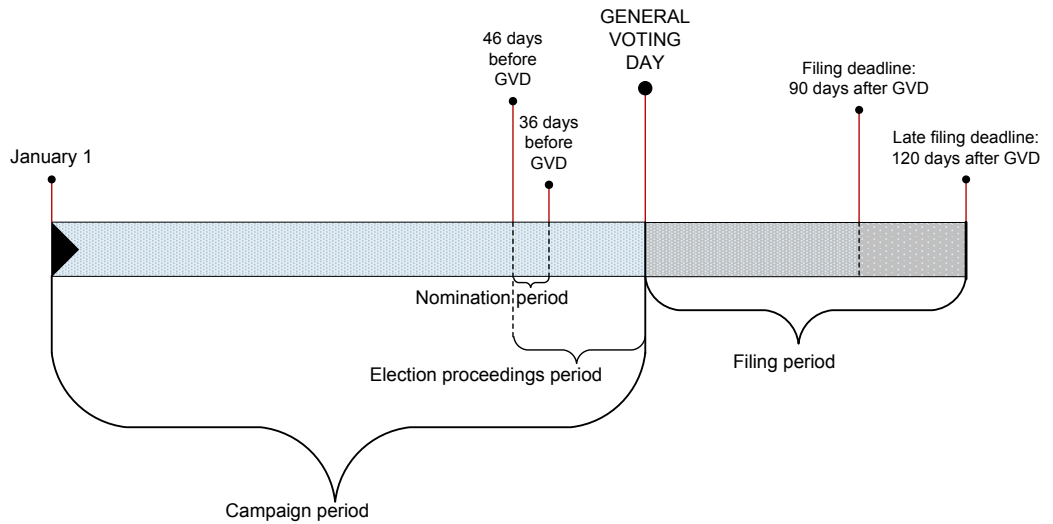 GENERAL
VOTING
DAY
46 days
before
GVD
Filing deadline:
90 days after GVD
36 days
before
GVD
Late filing deadline:
120 days after GVD
January 1
Nomination period
Election proceedings period
Filing period
Campaign period